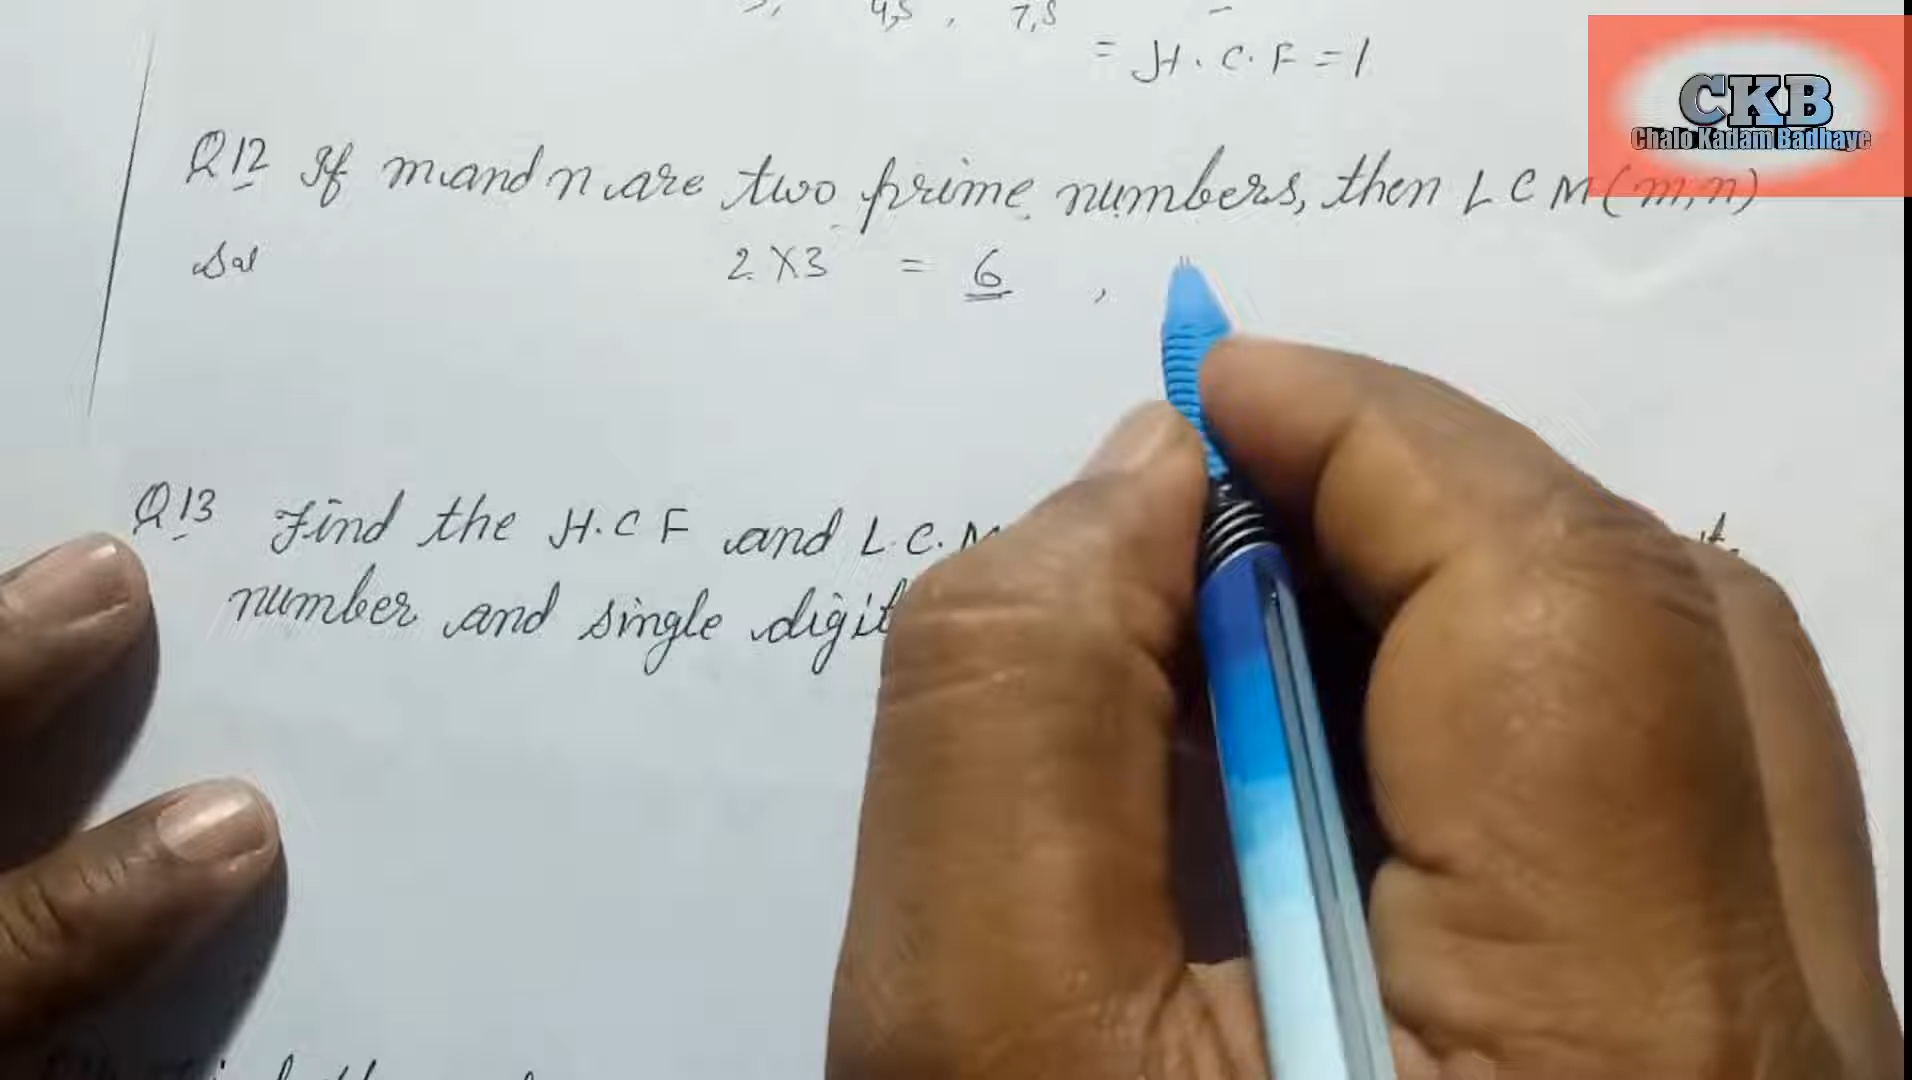 4,5 , 7,8
= H.C.F = 1
CKB
Chalo Kadam Badhaye
Q12 If m and n are two prime numbers, then LCM(m,n)
Sol 2 X 3 = 6 ,
Q13 Find the H.C.F and L.C.M
number and single digit